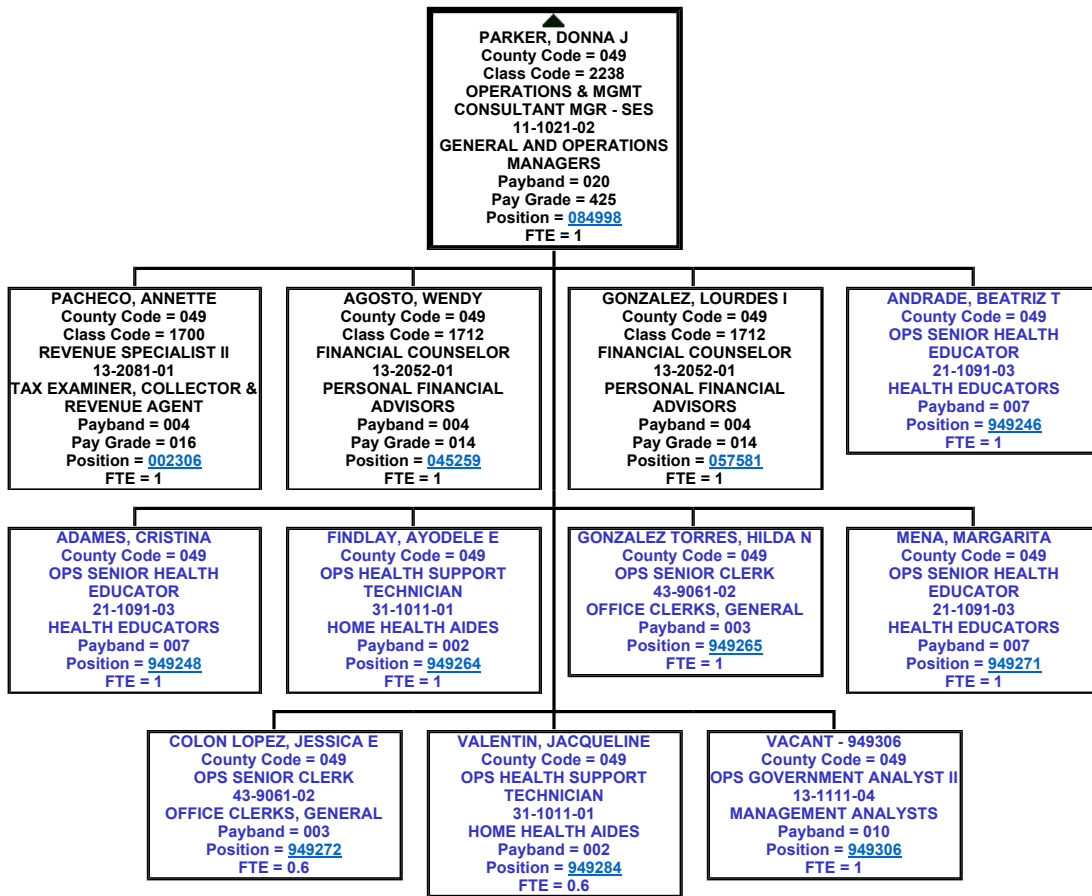 PARKER, DONNA J
County Code = 049
Class Code = 2238
OPERATIONS & MGMT
CONSULTANT MGR - SES
11-1021-02
GENERAL AND OPERATIONS
MANAGERS
Payband = 020
Pay Grade = 425
Position = 084998
FTE = 1
PACHECO, ANNETTE
County Code = 049
Class Code = 1700
REVENUE SPECIALIST II
13-2081-01
TAX EXAMINER, COLLECTOR &
REVENUE AGENT
Payband = 004
Pay Grade = 016
Position = 002306
FTE = 1
AGOSTO, WENDY
County Code = 049
Class Code = 1712
FINANCIAL COUNSELOR
13-2052-01
PERSONAL FINANCIAL
ADVISORS
Payband = 004
Pay Grade = 014
Position = 045259
FTE = 1
GONZALEZ, LOURDES I
County Code = 049
Class Code = 1712
FINANCIAL COUNSELOR
13-2052-01
PERSONAL FINANCIAL
ADVISORS
Payband = 004
Pay Grade = 014
Position = 057581
FTE = 1
ANDRADE, BEATRIZ T
County Code = 049
OPS SENIOR HEALTH
EDUCATOR
21-1091-03
HEALTH EDUCATORS
Payband = 007
Position = 949246
FTE = 1
ADAMES, CRISTINA
County Code = 049
OPS SENIOR HEALTH
EDUCATOR
21-1091-03
HEALTH EDUCATORS
Payband = 007
Position = 949248
FTE = 1
FINDLAY, AYODELE E
County Code = 049
OPS HEALTH SUPPORT
TECHNICIAN
31-1011-01
HOME HEALTH AIDES
Payband = 002
Position = 949264
FTE = 1
GONZALEZ TORRES, HILDA N
County Code = 049
OPS SENIOR CLERK
43-9061-02
OFFICE CLERKS, GENERAL
Payband = 003
Position = 949265
FTE = 1
MENA, MARGARITA
County Code = 049
OPS SENIOR HEALTH
EDUCATOR
21-1091-03
HEALTH EDUCATORS
Payband = 007
Position = 949271
FTE = 1
COLON LOPEZ, JESSICA E
County Code = 049
OPS SENIOR CLERK
43-9061-02
OFFICE CLERKS, GENERAL
Payband = 003
Position = 949272
FTE = 0.6
VALENTIN, JACQUELINE
County Code = 049
OPS HEALTH SUPPORT
TECHNICIAN
31-1011-01
HOME HEALTH AIDES
Payband = 002
Position = 949284
FTE = 0.6
VACANT - 949306
County Code = 049
OPS GOVERNMENT ANALYST II
13-1111-04
MANAGEMENT ANALYSTS
Payband = 010
Position = 949306
FTE = 1